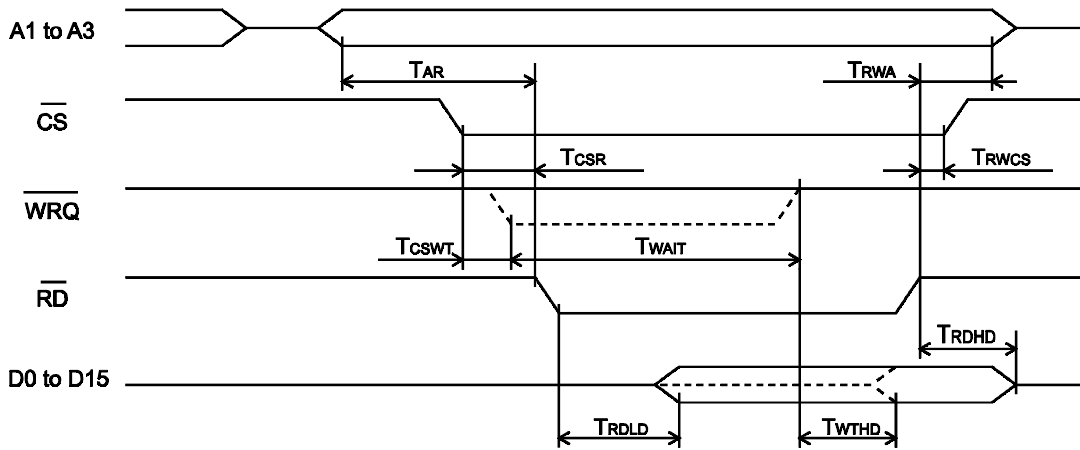 A1 to A3
TAR
TRWA
CS
TCSR
TRWCS
WRQ
TCSWT
TWAIT
RD
TRDHD
D0 to D15
TRDLD
TWTHD